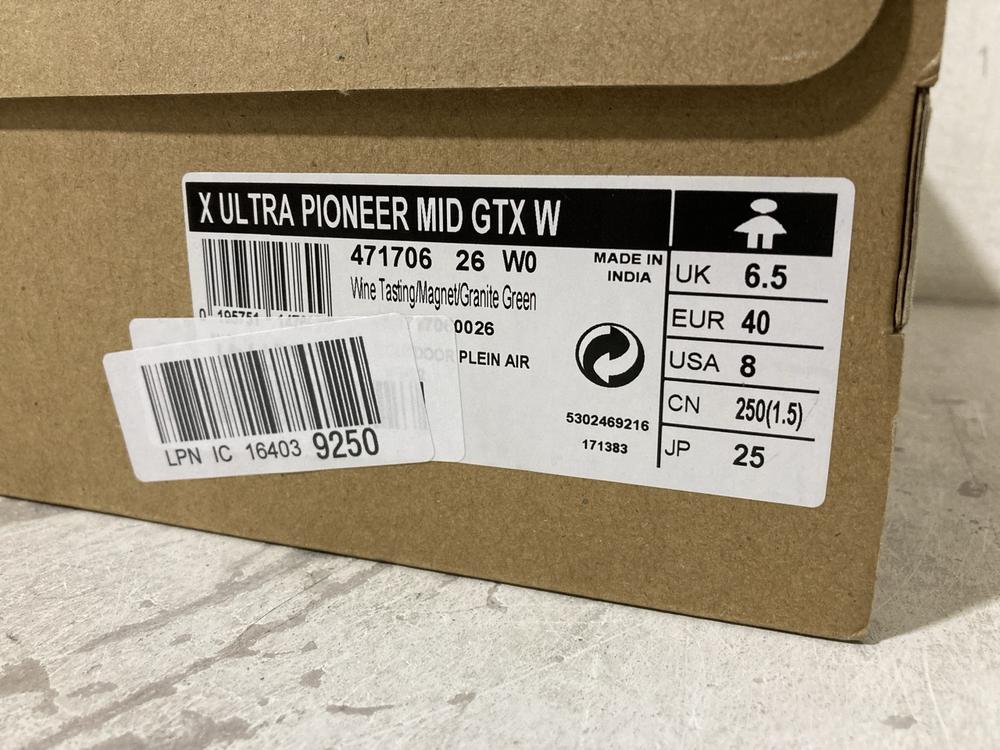 X ULTRA PIONEER MID GTX W
471706 26 W0
MADE IN
INDIA
Wine Tasting/Magnet/Granite Green
0026
PLEIN AIR
5302469216
171383
UK 6.5
EUR 40
USA 8
CN 250(1.5)
JP 25
LPN IC 16403 9250